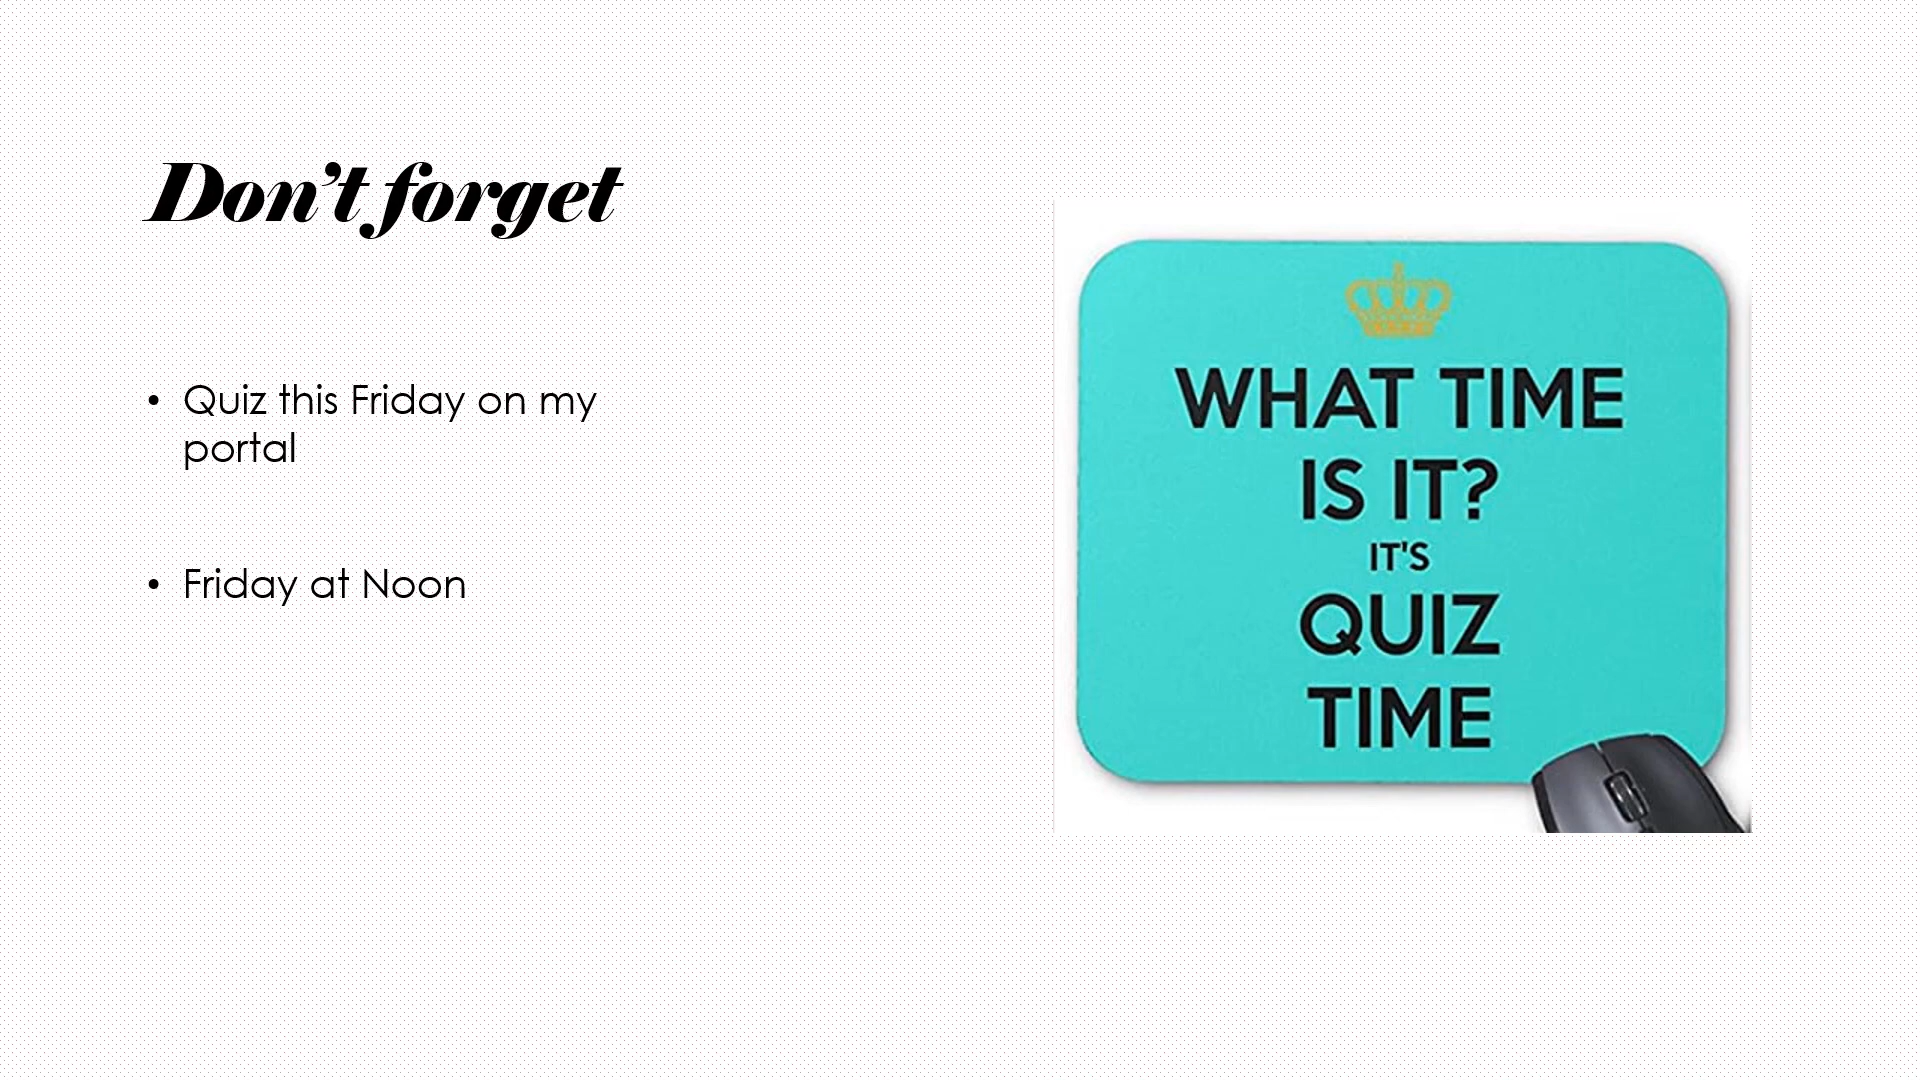 Don’t forget
• Quiz this Friday on my
portal
• Friday at Noon
WHAT TIME
IS IT?
IT'S
QUIZ
TIME